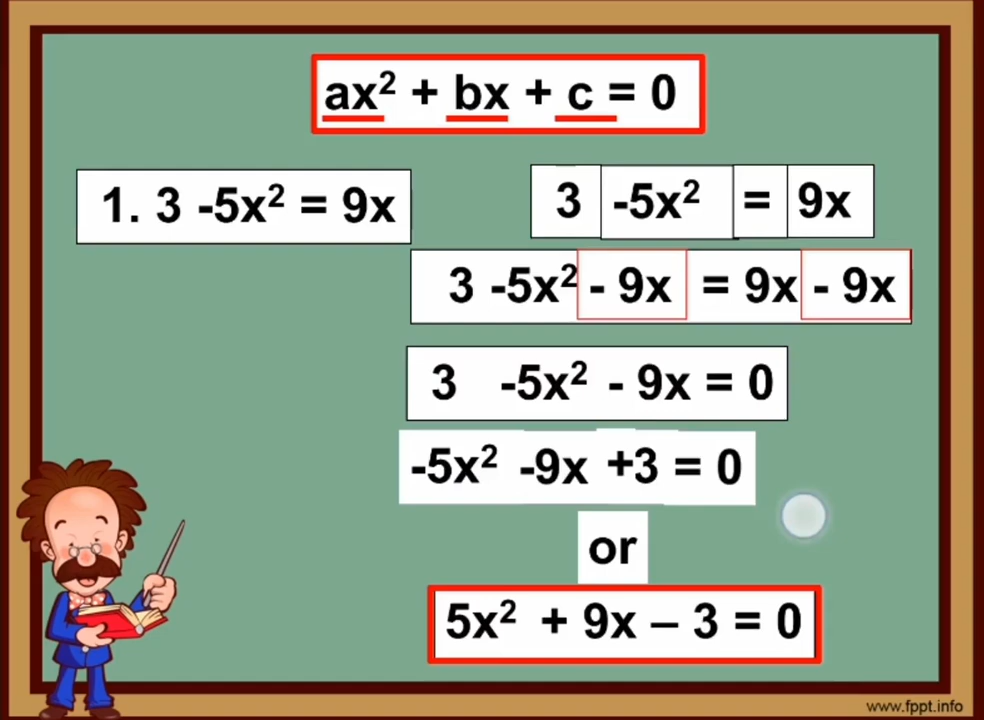 ax² + bx + c = 0
1. 3 -5x² = 9x
3 -5x² = 9x
3 -5x² - 9x = 9x - 9x
3 -5x² - 9x = 0
-5x² -9x +3 = 0
or
5x² + 9x – 3 = 0
www.fppt.info